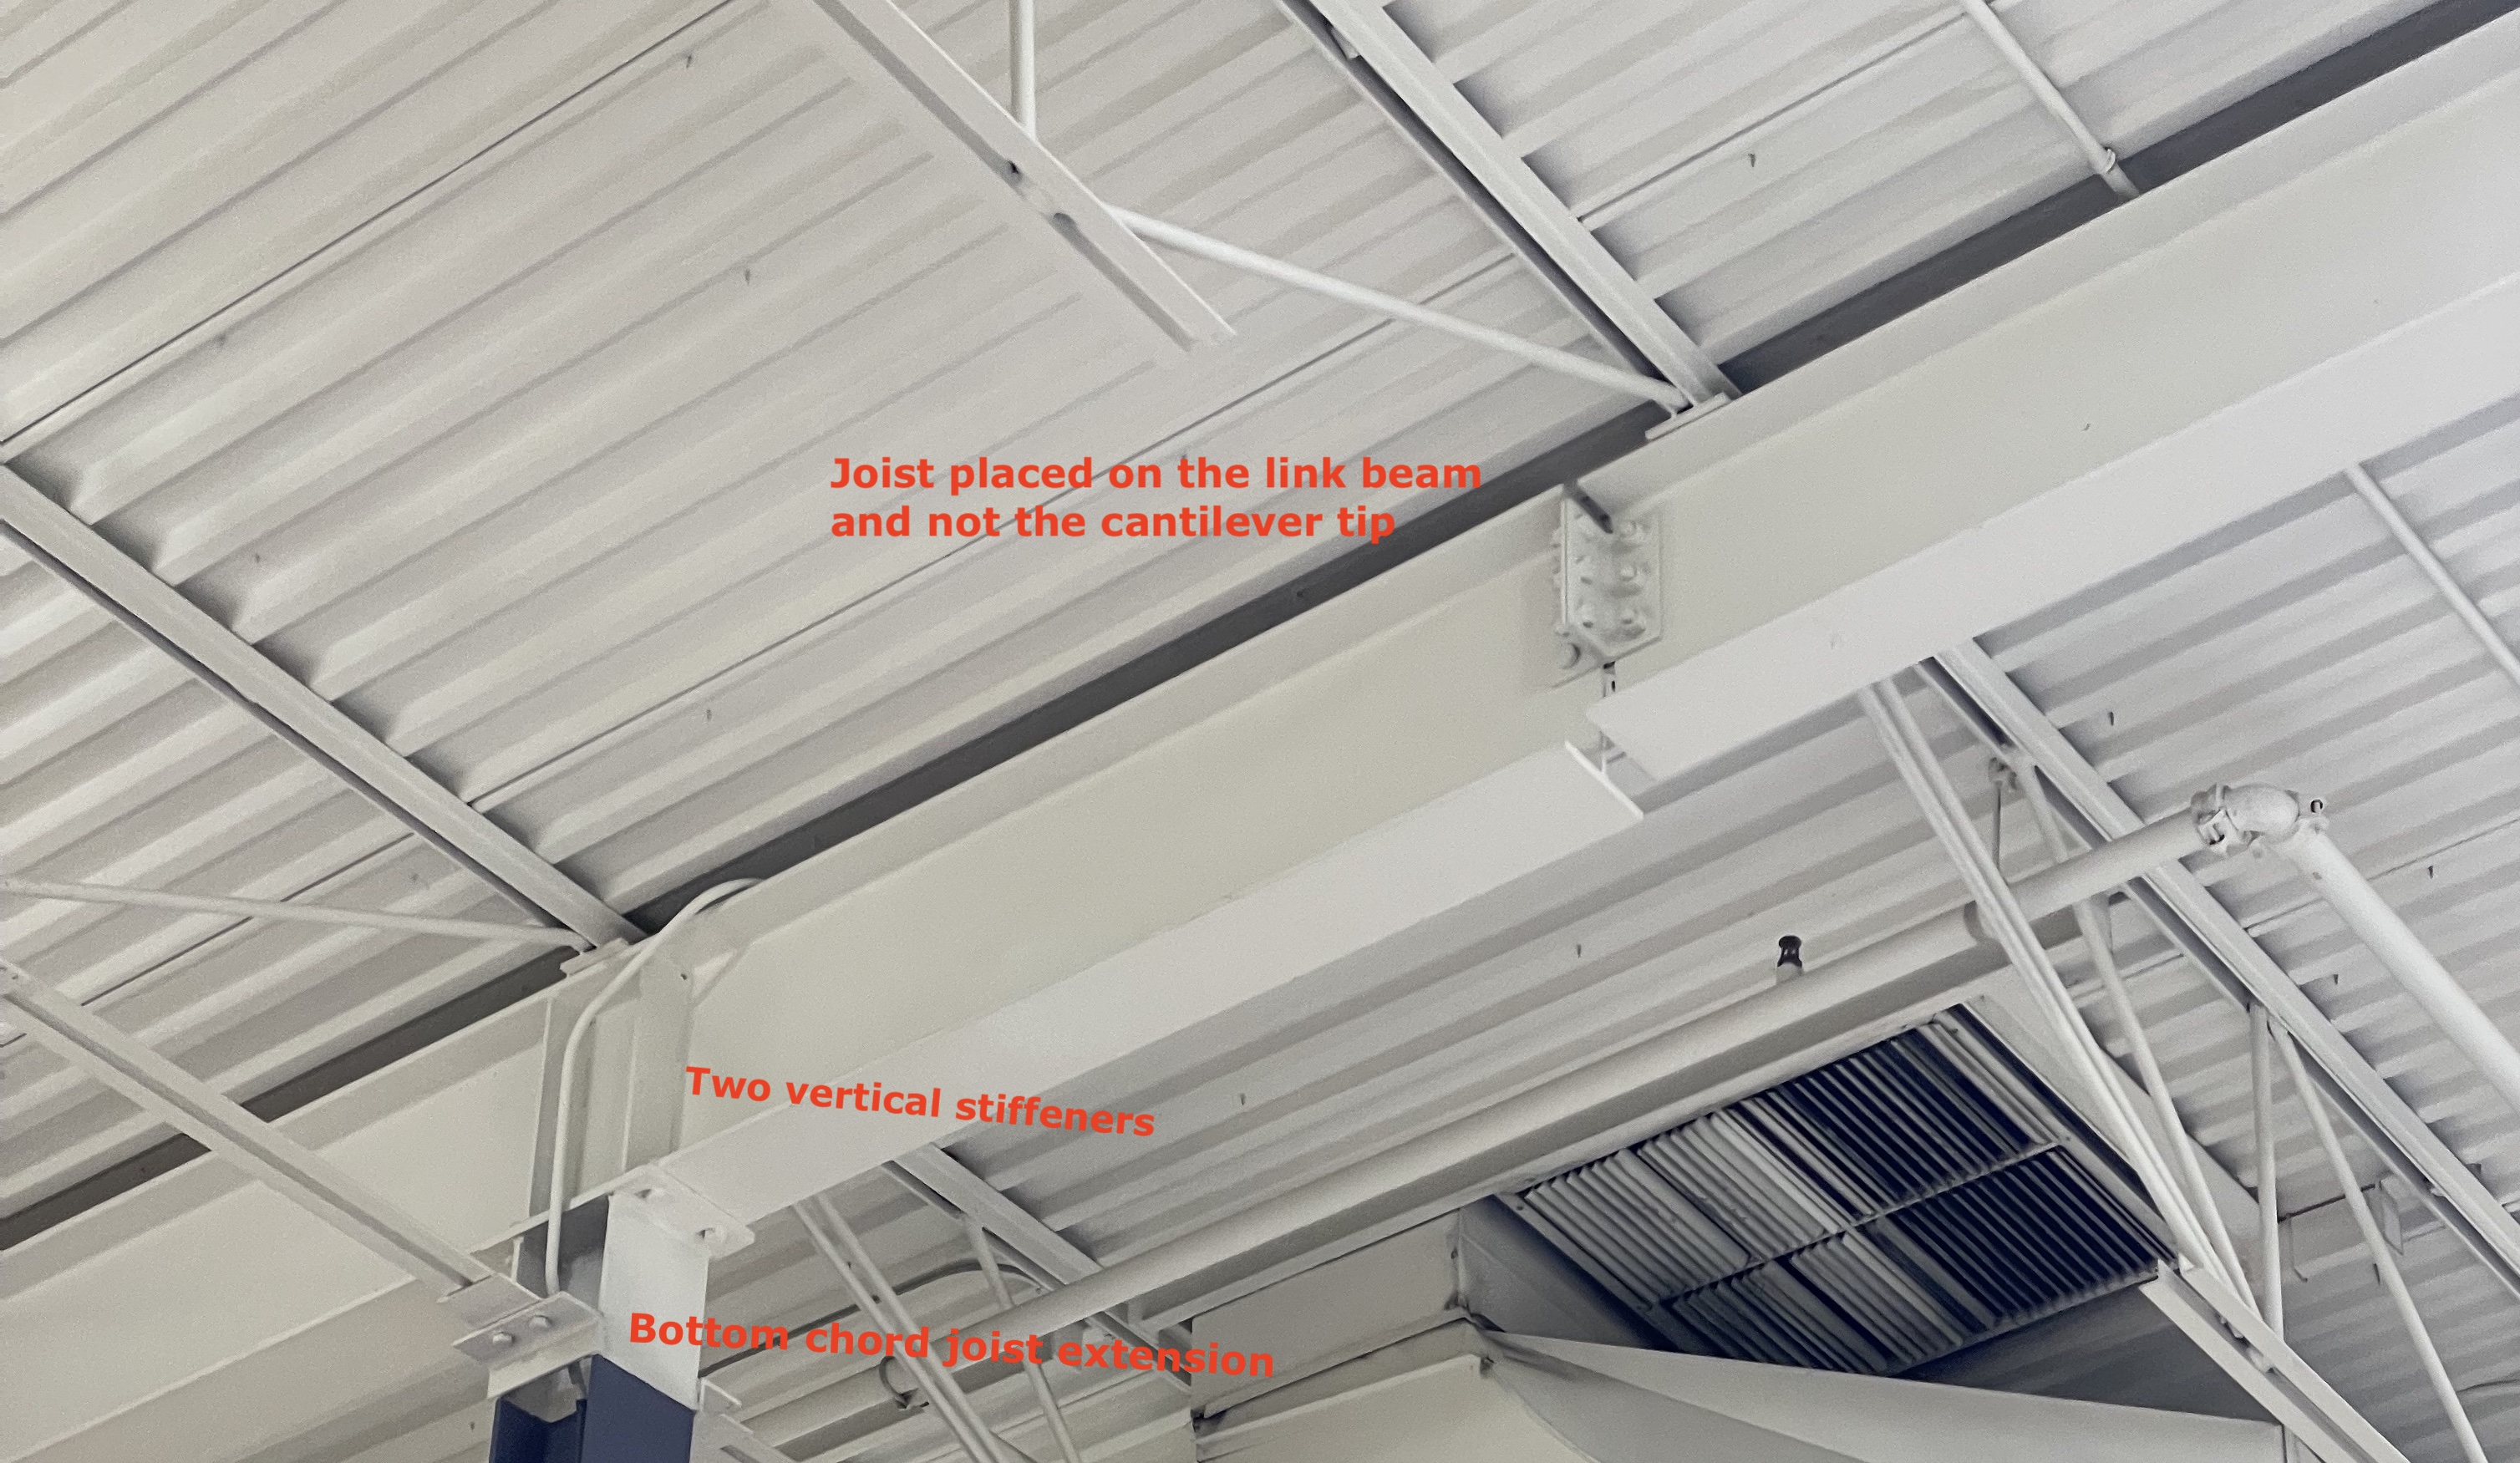 Joist placed on the link beam
and not the cantilever tip
Two vertical stiffeners
Bottom chord joist extension